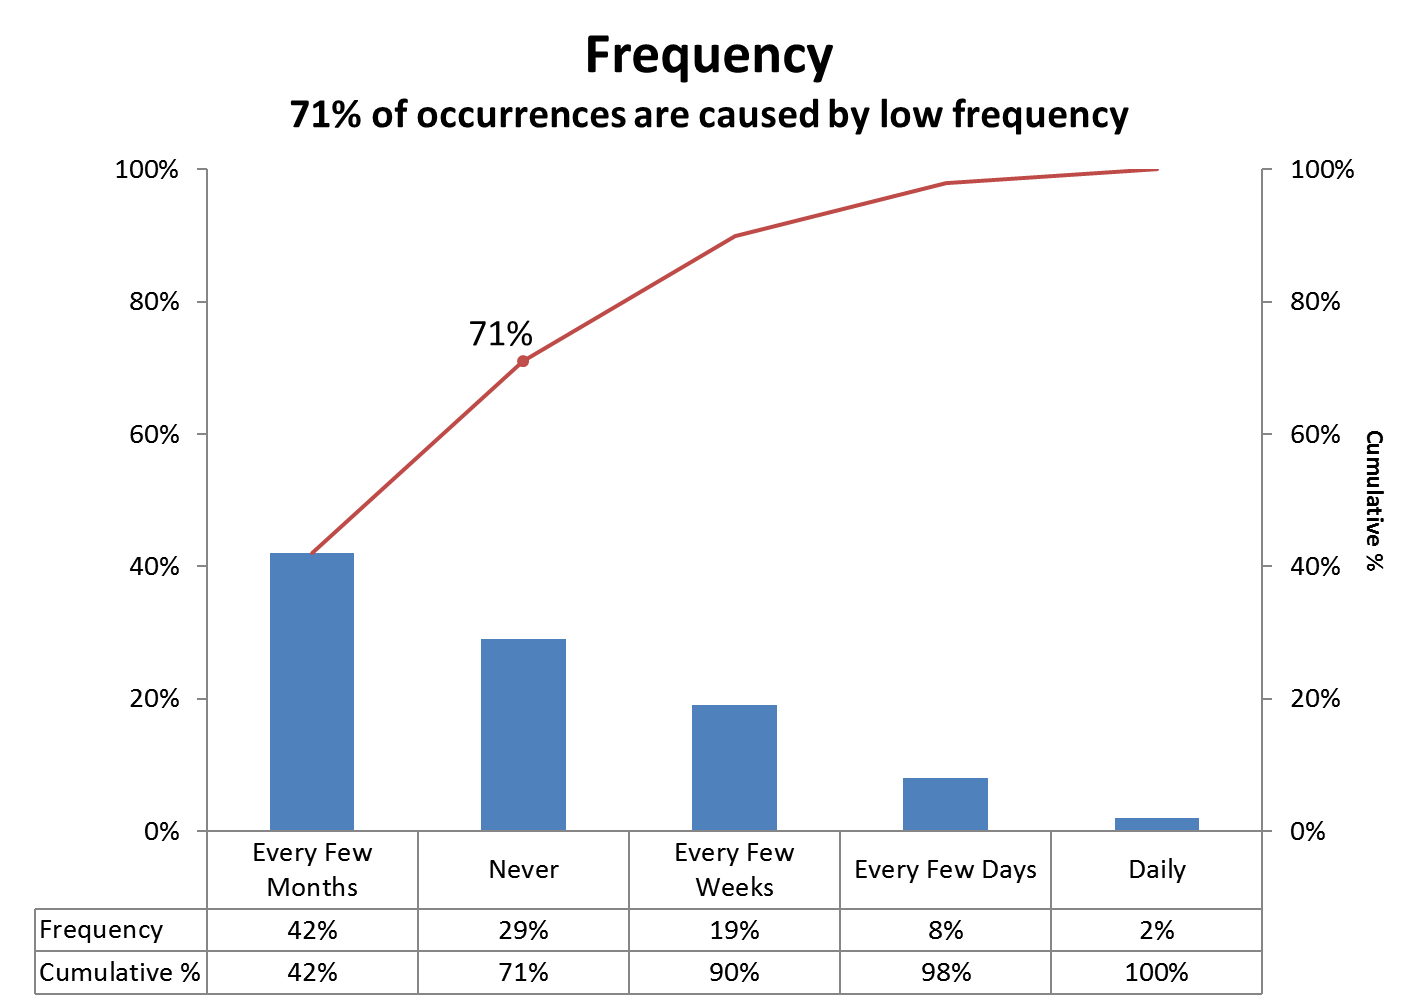 Frequency
71% of occurrences are caused by low frequency
100%
80%
60%
40%
20%
0%
71%
100%
80%
60%
40%
20%
0%
Cumulative %
Every Few
Months
Never
Every Few
Weeks
Every Few Days
Daily
Frequency 42% 29% 19% 8% 2%
Cumulative % 42% 71% 90% 98% 100%